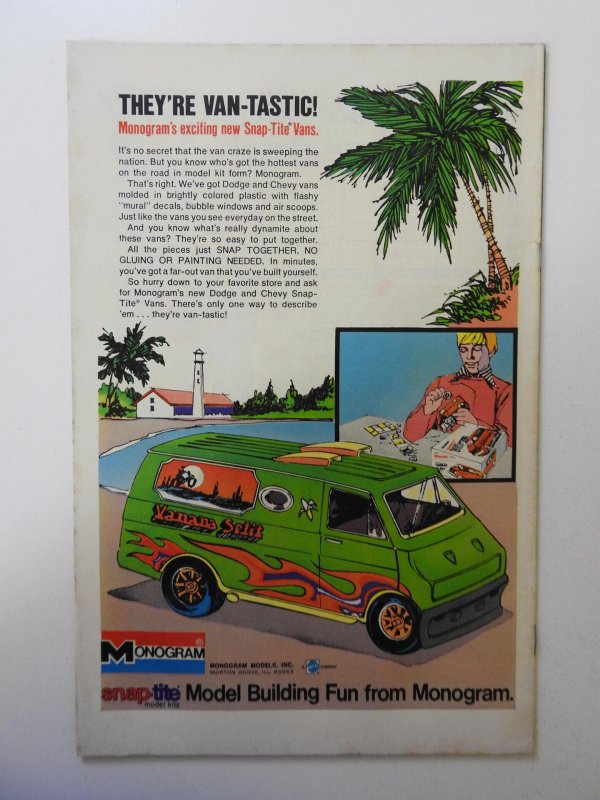 THEY'RE VAN-TASTIC!
Monogram's exciting new Snap-Tite® Vans.
It's no secret that the van craze is sweeping the
nation. But you know who's got the hottest vans
on the road in model kit form? Monogram.
That's right. We've got Dodge and Chevy vans
molded in brightly colored plastic with flashy
"mural" decals, bubble windows and air scoops.
Just like the vans you see everyday on the street.
And you know what's really dynamite about
these vans? They're so easy to put together.
All the pieces just SNAP TOGETHER. NO
GLUING OR PAINTING NEEDED. In minutes,
you've got a far-out van that you've built yourself.
So hurry down to your favorite store and ask
for Monogram's new Dodge and Chevy Snap-
Tite® Vans. There's only one way to describe
'em . . . they're van-tastic!
Vanana Split
MONOGRAM®
MONOGRAM MODELS, INC.
MORTON GROVE, ILL. 60053
A
snap-tite
model kits
Model Building Fun from Monogram.